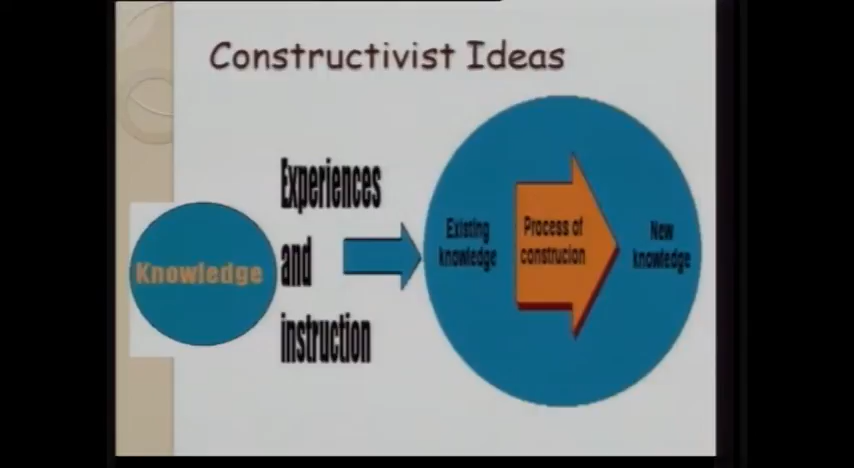 Constructivist Ideas
Knowledge
Experiences
and
instruction
Existing
knowledge
Process of
construcion
New
knowledge